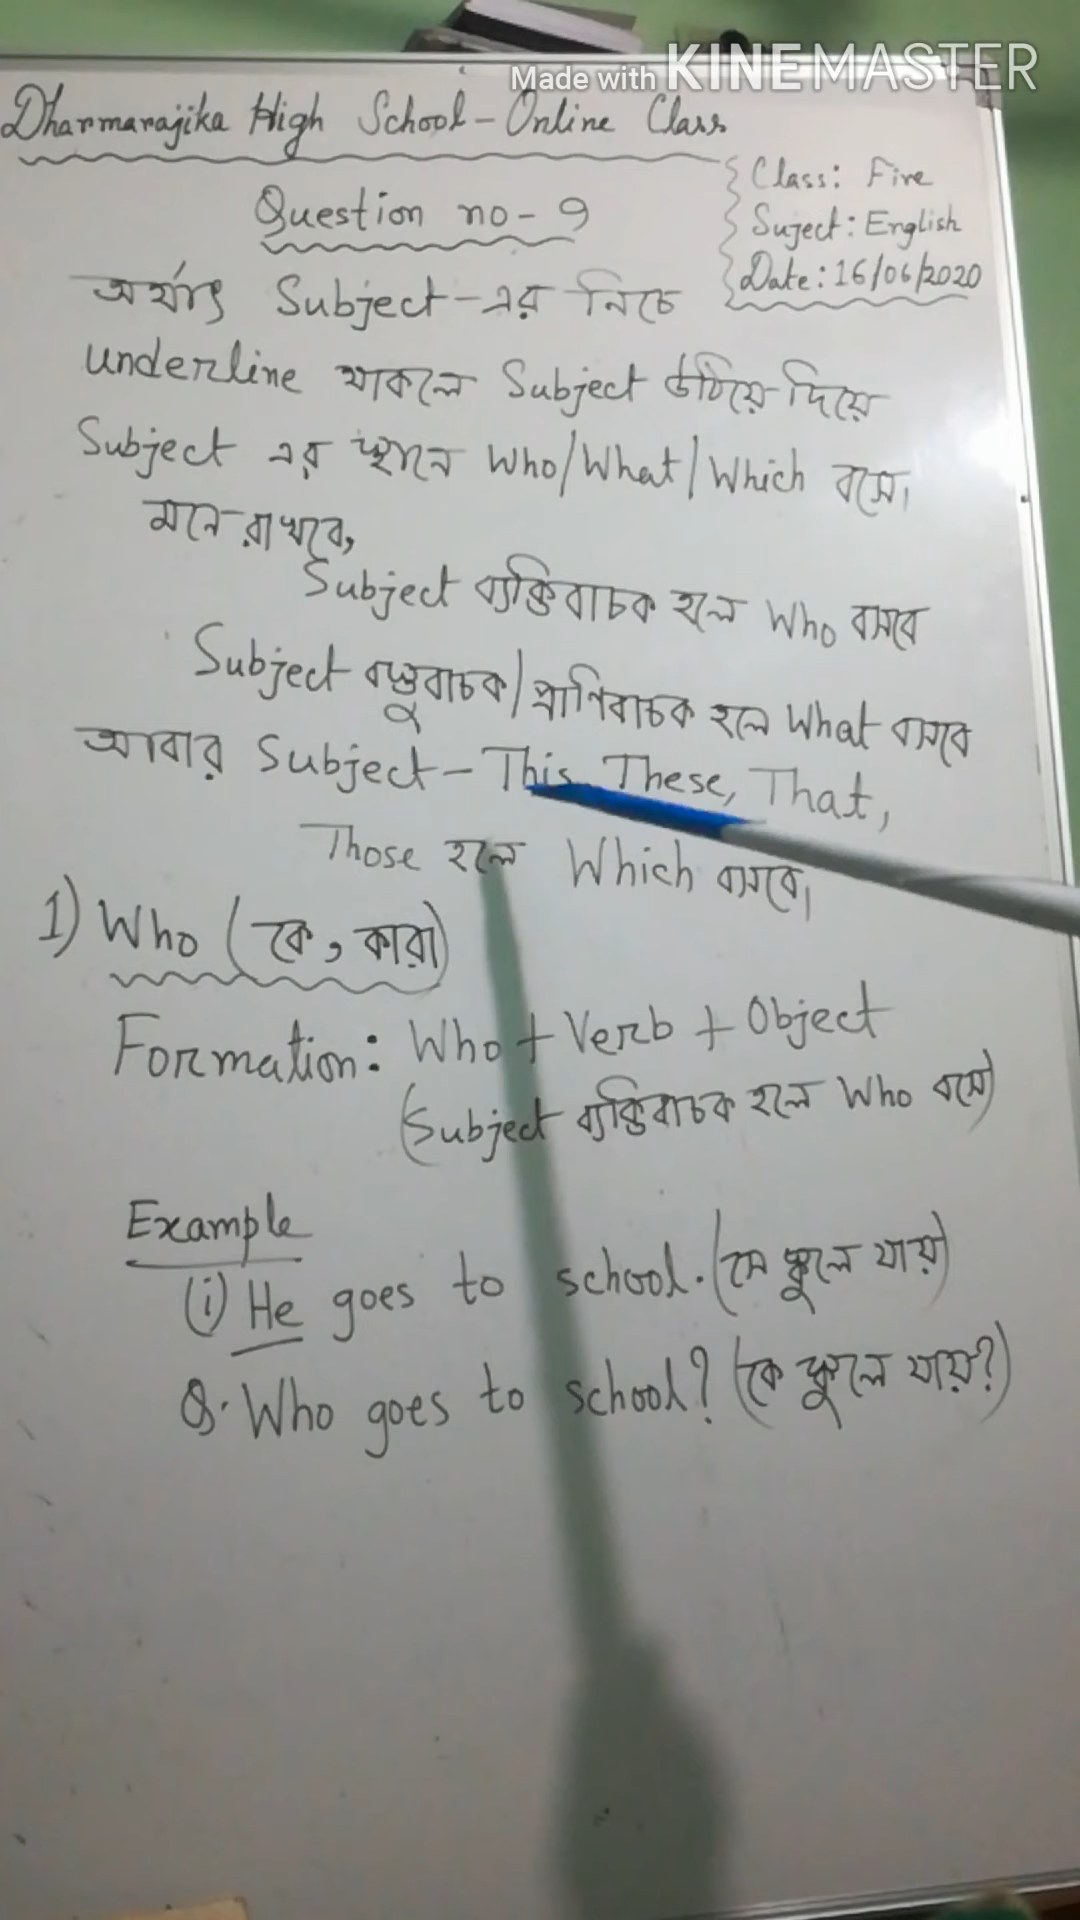 Made with KINEMASTER
Dharmarajika High School - Online Class
Class: Five
Suject: English
Date: 16/06/2020
Question no - 9
অর্থাৎ Subject - এর নিচে
underline থাকলে Subject উঠিয়ে দিয়ে
Subject এর স্থানে Who/What/Which বসে।
মনে রাখবে,
Subject ব্যক্তিবাচক হলে Who বসবে
Subject বস্তুবাচক/প্রাণিবাচক হলে What বসবে
আবার Subject - This, These, That,
Those হলে Which বসবে।
1) Who (কে, কারা)
Formation: Who + Verb + Object
(Subject ব্যক্তিবাচক হলে Who বসে)
Example
(i) He goes to school. (সে স্কুলে যায়)
Q. Who goes to school? (কে স্কুলে যায়?)